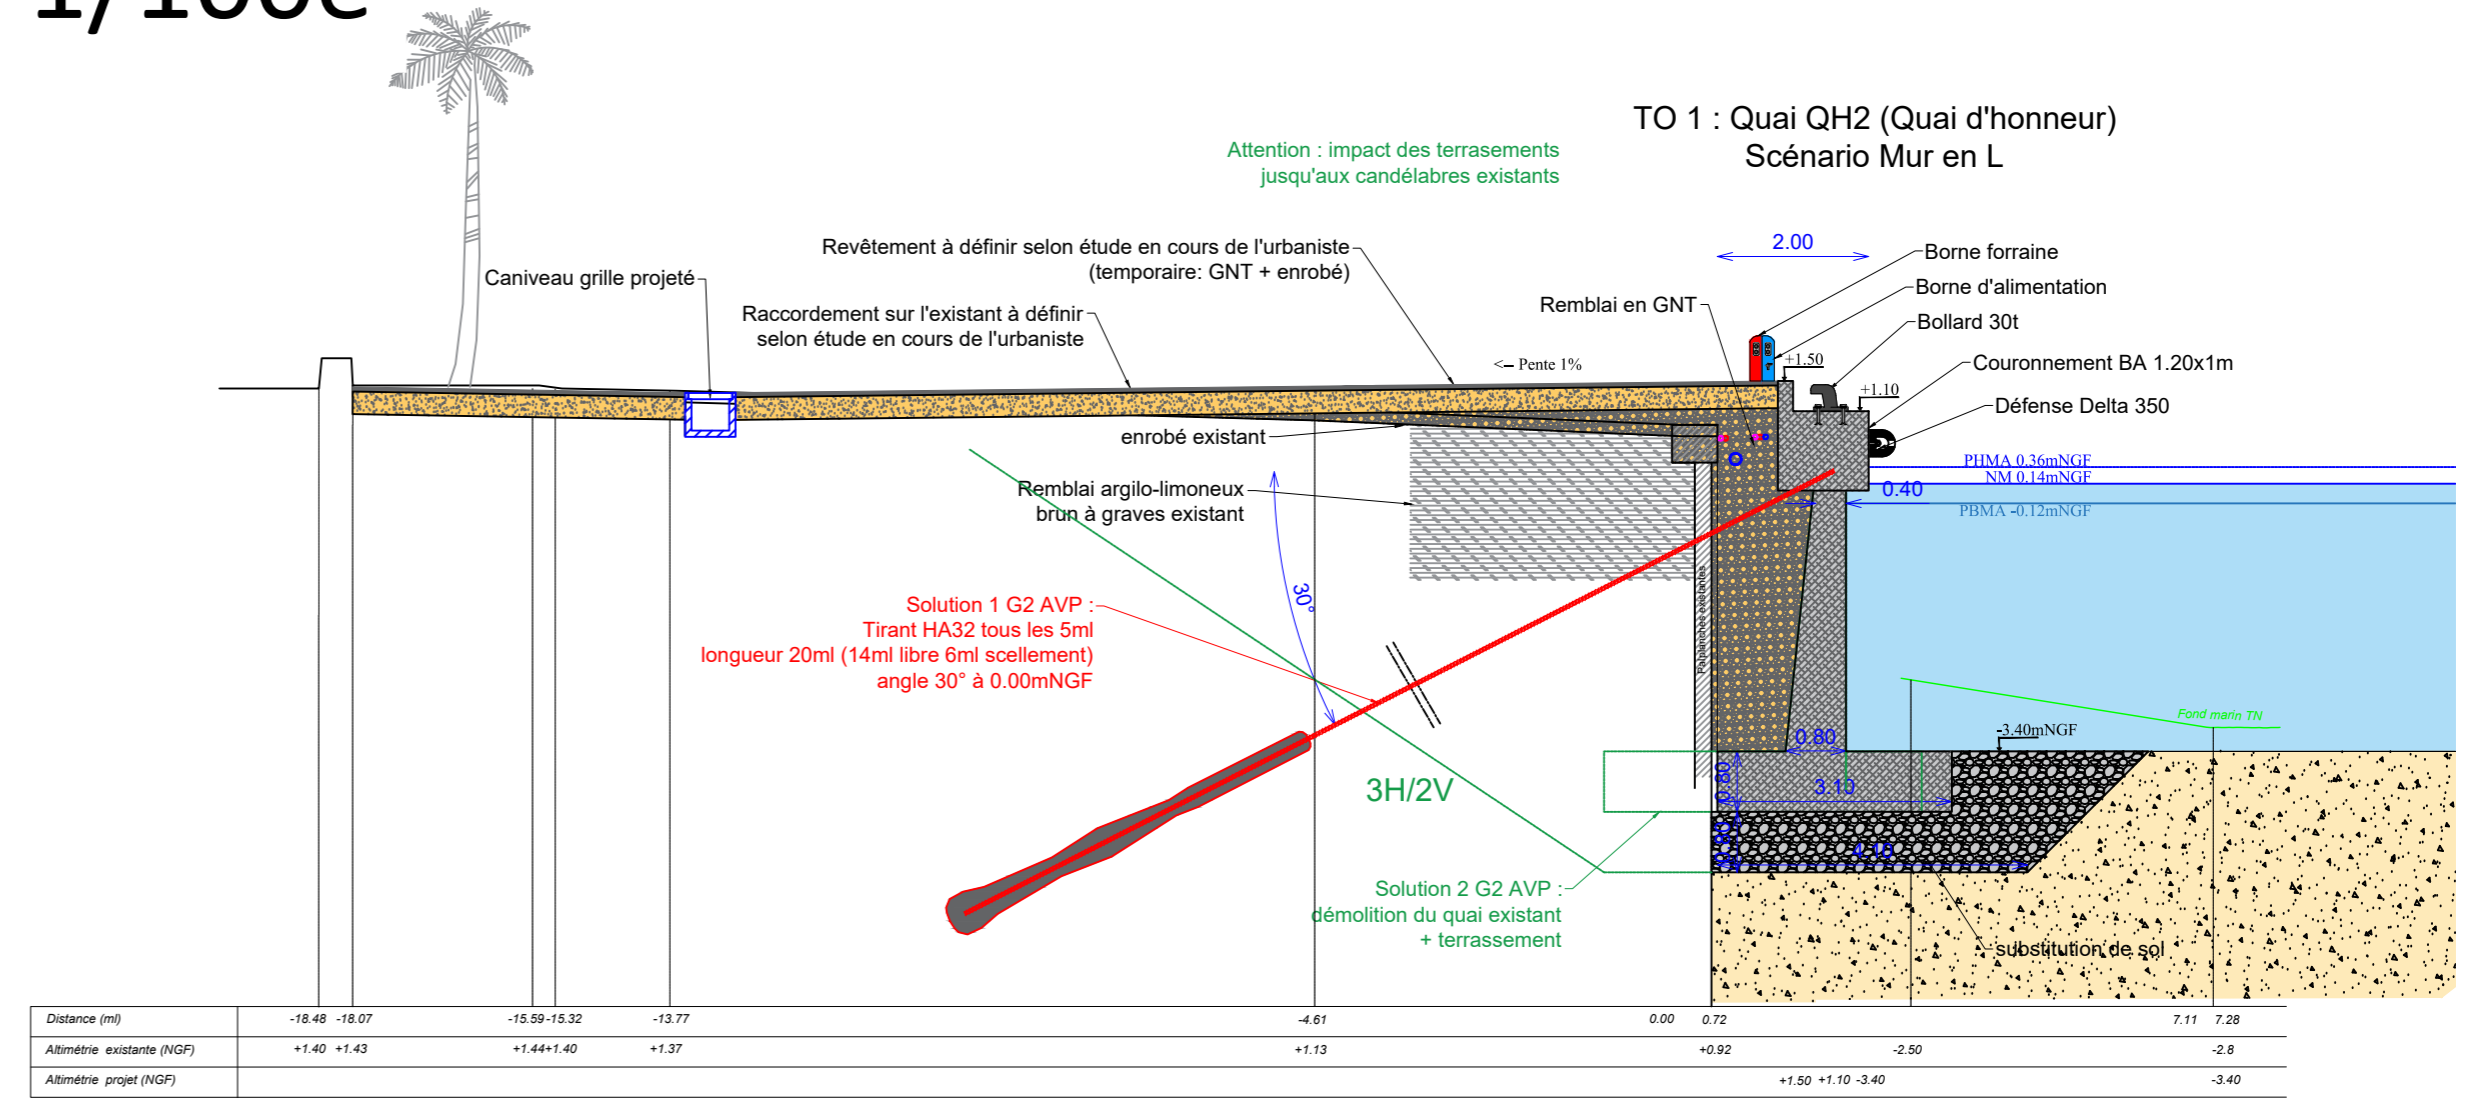 1/100e
TO 1 : Quai QH2 (Quai d'honneur)
Scénario Mur en L
Attention : impact des terrasements
jusqu'aux candélabres existants
2.00
Borne forraine
Borne d'alimentation
Bollard 30t
Couronnement BA 1.20x1m
Défense Delta 350
Revêtement à définir selon étude en cours de l'urbaniste
(temporaire: GNT + enrobé)
Caniveau grille projeté
Raccordement sur l'existant à définir
selon étude en cours de l'urbaniste
Remblai en GNT
<-- Pente 1%
+1.50
+1.10
enrobé existant
Remblai argilo-limoneux
brun à graves existant
PHMA 0.36mNGF
NM 0.14mNGF
0.40
PBMA -0.12mNGF
30°
Palplanches existantes
Solution 1 G2 AVP :
Tirant HA32 tous les 5ml
longueur 20ml (14ml libre 6ml scellement)
angle 30° à 0.00mNGF
Fond marin TN
-3.40mNGF
0.80
0.80
3.10
3H/2V
0.80
4.10
Solution 2 G2 AVP :
démolition du quai existant
+ terrassement
substitution de sol
Distance (ml) -18.48 -18.07 -15.59 -15.32 -13.77 -4.61 0.00 0.72 7.11 7.28
Altimétrie existante (NGF) +1.40 +1.43 +1.44 +1.40 +1.37 +1.13 +0.92 -2.50 -2.8
Altimétrie projet (NGF) +1.50 +1.10 -3.40 -3.40